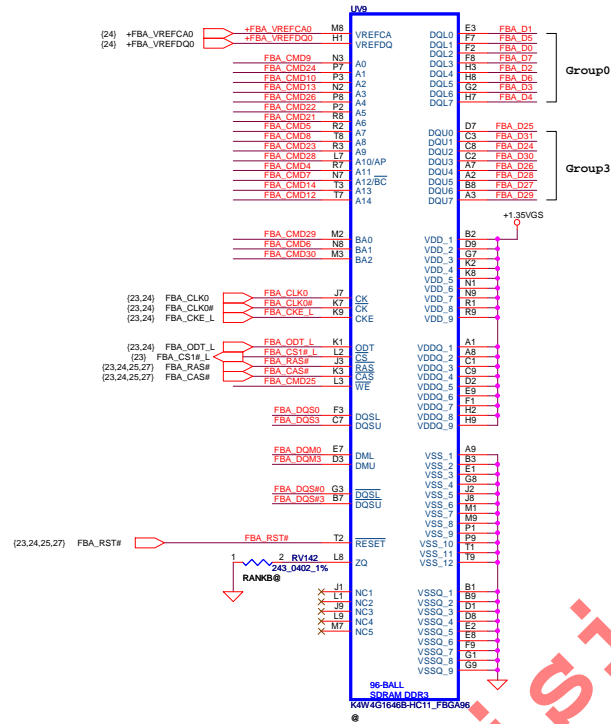 UV9
{24} +FBA_VREFCA0 +FBA_VREFCA0 M8 VREFCA
{24} +FBA_VREFDQ0 +FBA_VREFDQ0 H1 VREFDQ
FBA_CMD9 N3 A0
FBA_CMD24 P7 A1
FBA_CMD10 P3 A2
FBA_CMD13 N2 A3
FBA_CMD26 P8 A4
FBA_CMD22 P2 A5
FBA_CMD21 R8 A6
FBA_CMD5 R2 A7
FBA_CMD8 T8 A8
FBA_CMD23 R3 A9
FBA_CMD28 L7 A10/AP
FBA_CMD4 R7 A11
FBA_CMD7 N7 A12/BC
FBA_CMD14 T3 A13
FBA_CMD12 T7 A14
FBA_CMD29 M2 BA0
FBA_CMD6 N8 BA1
FBA_CMD30 M3 BA2
{23,24} FBA_CLK0 FBA_CLK0 J7 CK
{23,24} FBA_CLK0# FBA_CLK0# K7 CK
{23,24} FBA_CKE_L FBA_CKE_L K9 CKE
{23,24} FBA_ODT_L FBA_ODT_L K1 ODT
{23} FBA_CS1#_L FBA_CS1#_L L2 CS
{23,24,25,27} FBA_RAS# FBA_RAS# J3 RAS
{23,24,25,27} FBA_CAS# FBA_CAS# K3 CAS
FBA_CMD25 L3 WE
FBA_DQS0 F3 DQSL
FBA_DQS3 C7 DQSU
FBA_DQM0 E7 DML
FBA_DQM3 D3 DMU
FBA_DQS#0 G3 DQSL
FBA_DQS#3 B7 DQSU
{23,24,25,27} FBA_RST# FBA_RST# T2 RESET
1 2 RV142 L8 ZQ
243_0402_1%
RANKB@
J1 NC1
L1 NC2
J9 NC3
L9 NC4
M7 NC5
DQL0 E3 FBA_D1
DQL1 F7 FBA_D5
DQL2 F2 FBA_D0
DQL3 F8 FBA_D7
DQL4 H3 FBA_D2
DQL5 H8 FBA_D6
DQL6 G2 FBA_D3
DQL7 H7 FBA_D4
Group0
DQU0 D7 FBA_D25
DQU1 C3 FBA_D31
DQU2 C8 FBA_D24
DQU3 C2 FBA_D30
DQU4 A7 FBA_D26
DQU5 A2 FBA_D28
DQU6 B8 FBA_D27
DQU7 A3 FBA_D29
Group3
+1.35VGS
VDD_1 B2
VDD_2 D9
VDD_3 G7
VDD_4 K2
VDD_5 K8
VDD_6 N1
VDD_7 N9
VDD_8 R1
VDD_9 R9
VDDQ_1 A1
VDDQ_2 A8
VDDQ_3 C1
VDDQ_4 C9
VDDQ_5 D2
VDDQ_6 E9
VDDQ_7 F1
VDDQ_8 H2
VDDQ_9 H9
VSS_1 A9
VSS_2 B3
VSS_3 E1
VSS_4 G8
VSS_5 J2
VSS_6 J8
VSS_7 M1
VSS_8 M9
VSS_9 P1
VSS_10 P9
VSS_11 T1
VSS_12 T9
VSSQ_1 B1
VSSQ_2 B9
VSSQ_3 D1
VSSQ_4 D8
VSSQ_5 E2
VSSQ_6 E8
VSSQ_7 F9
VSSQ_8 G1
VSSQ_9 G9
96-BALL
SDRAM DDR3
K4W4G1646B-HC11_FBGA96
@